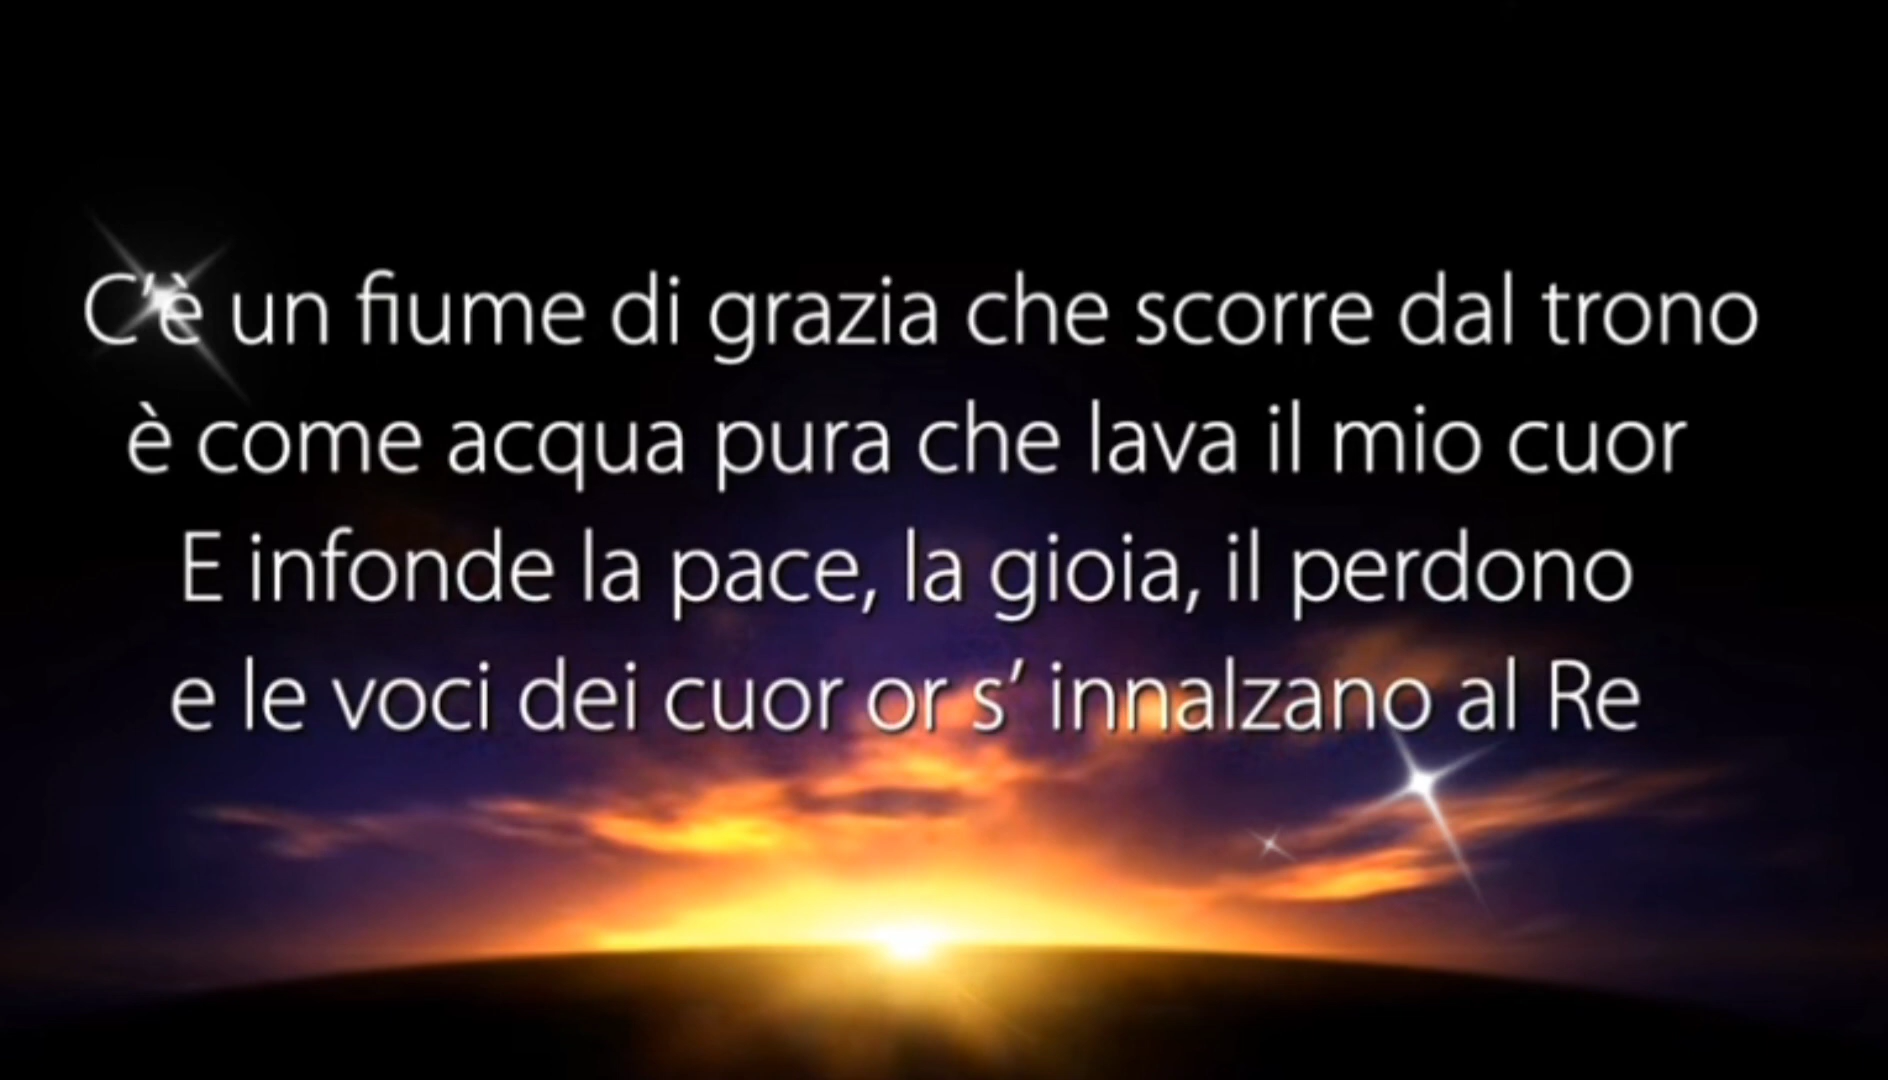 C'è un fiume di grazia che scorre dal trono
è come acqua pura che lava il mio cuor
E infonde la pace, la gioia, il perdono
e le voci dei cuor or s' innalzano al Re